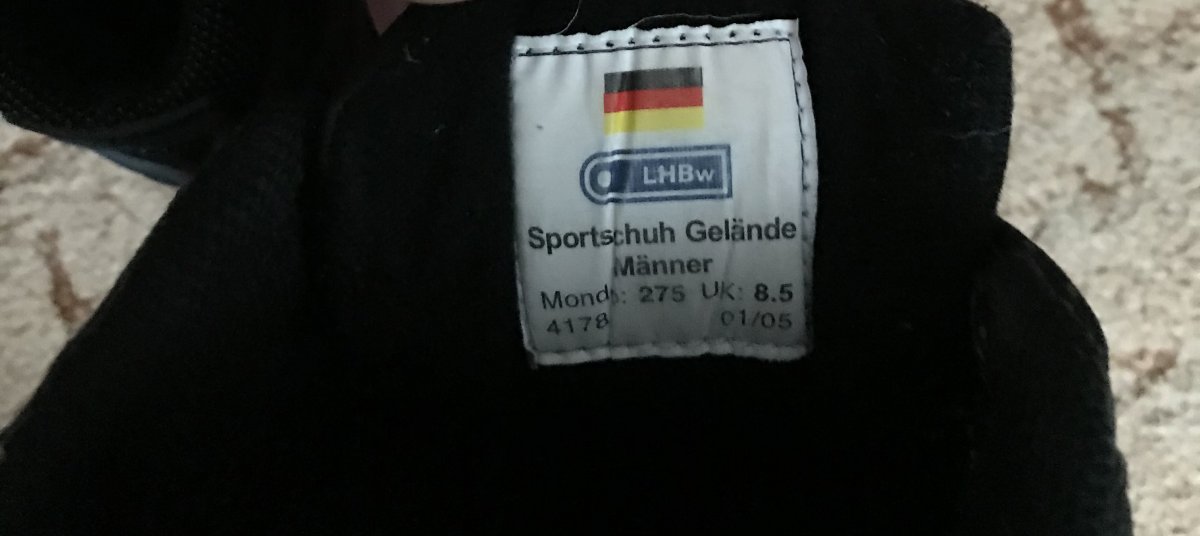 LHBw
Sportschuh Gelände
Männer
Mondo: 275 UK: 8.5
4178 01/05